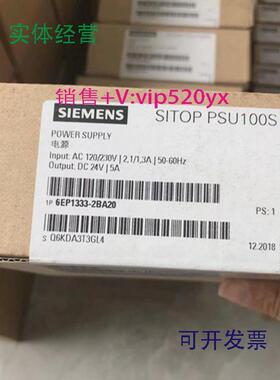 实体经营
销售+V:vip520yx
SIEMENS
SITOP PSU100S
POWER SUPPLY
电源
Input: AC 120/230V | 2,1/1,3A | 50-60Hz
Output: DC 24V | 5A
1P 6EP1333-2BA20
PS: 1
S Q6KDA3T3GL4
12.2018
可开发票